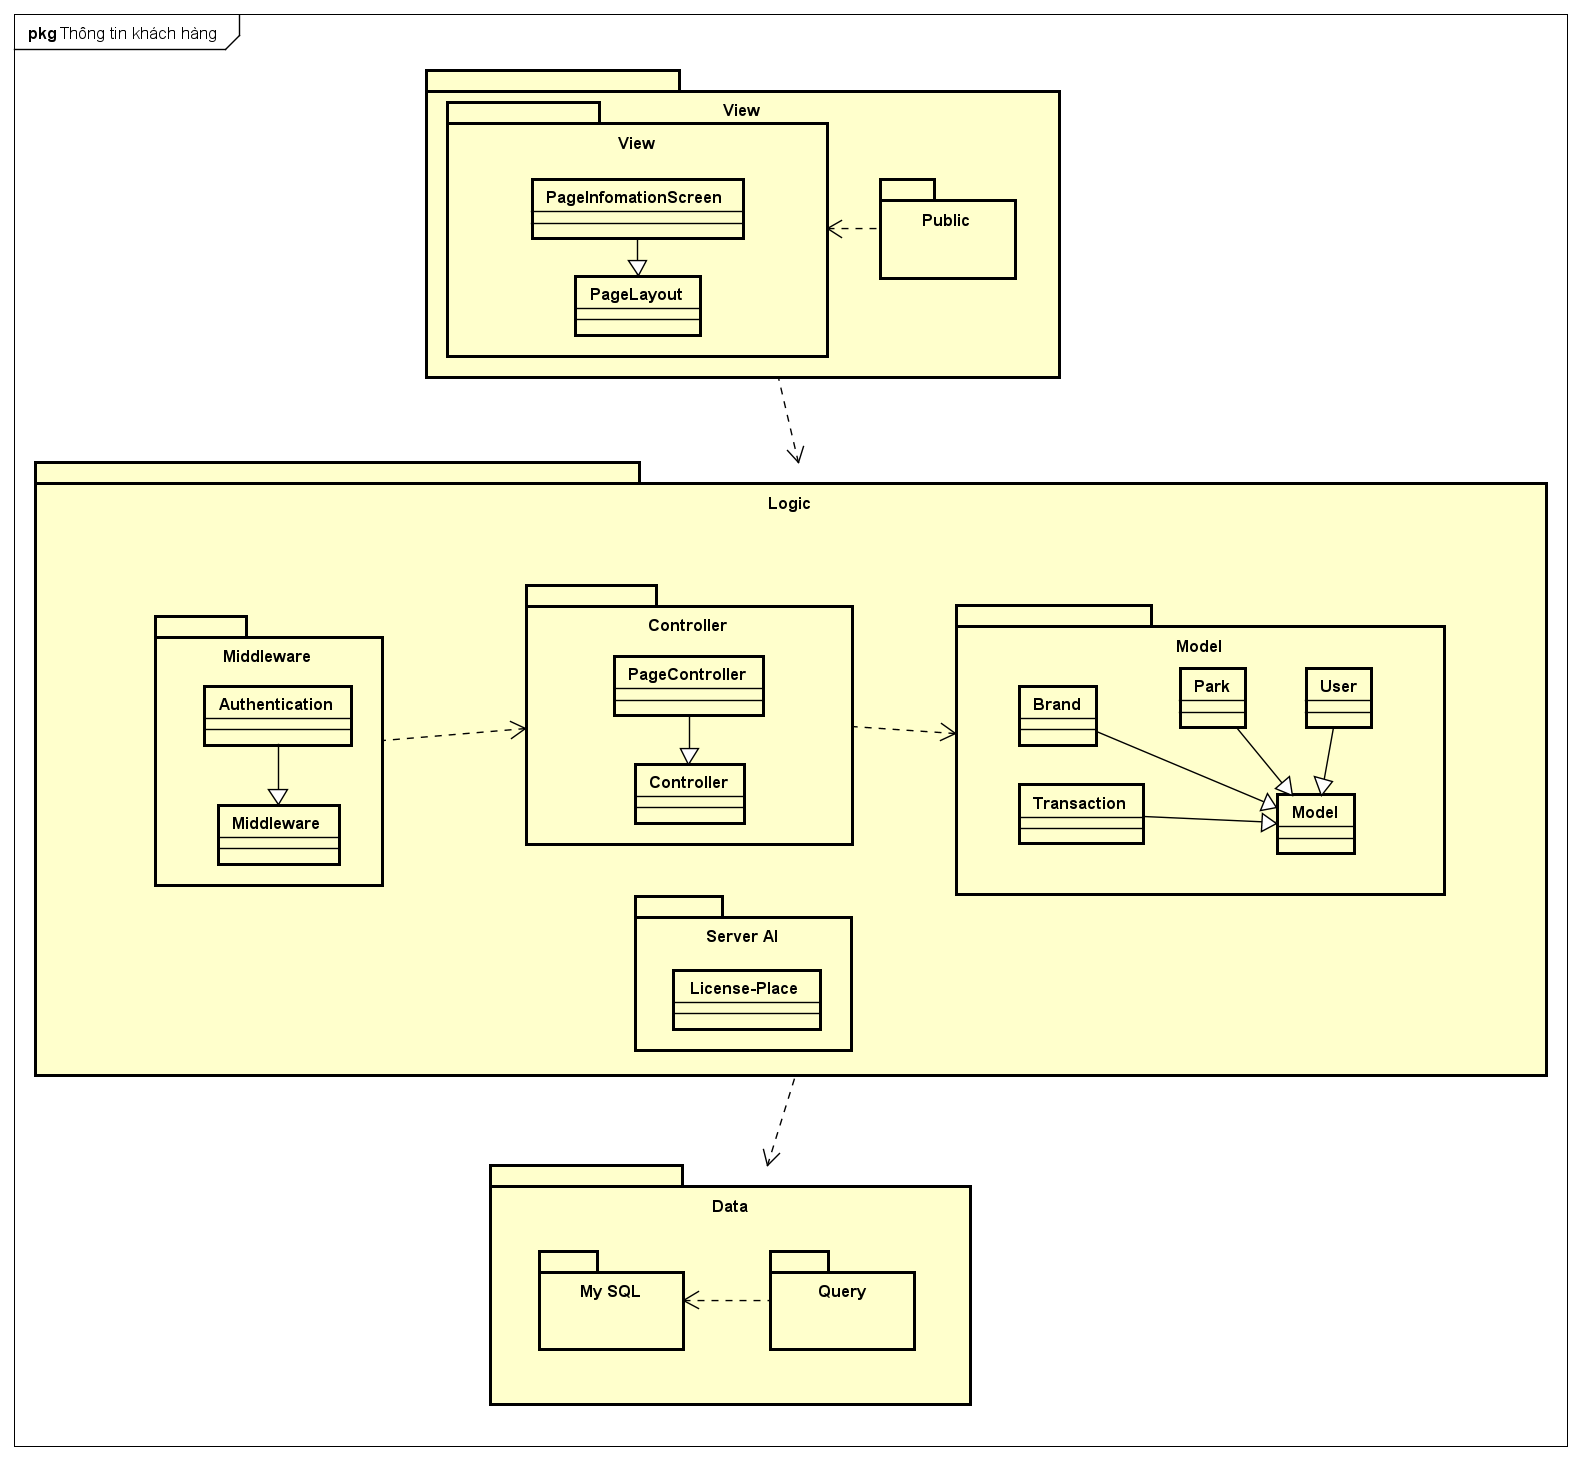 pkg Thông tin khách hàng
View
View
PageInfomationScreen
Public
PageLayout
Logic
Middleware
Authentication
Middleware
Controller
PageController
Controller
Model
Park
User
Brand
Transaction
Model
Server AI
License-Place
Data
My SQL
Query